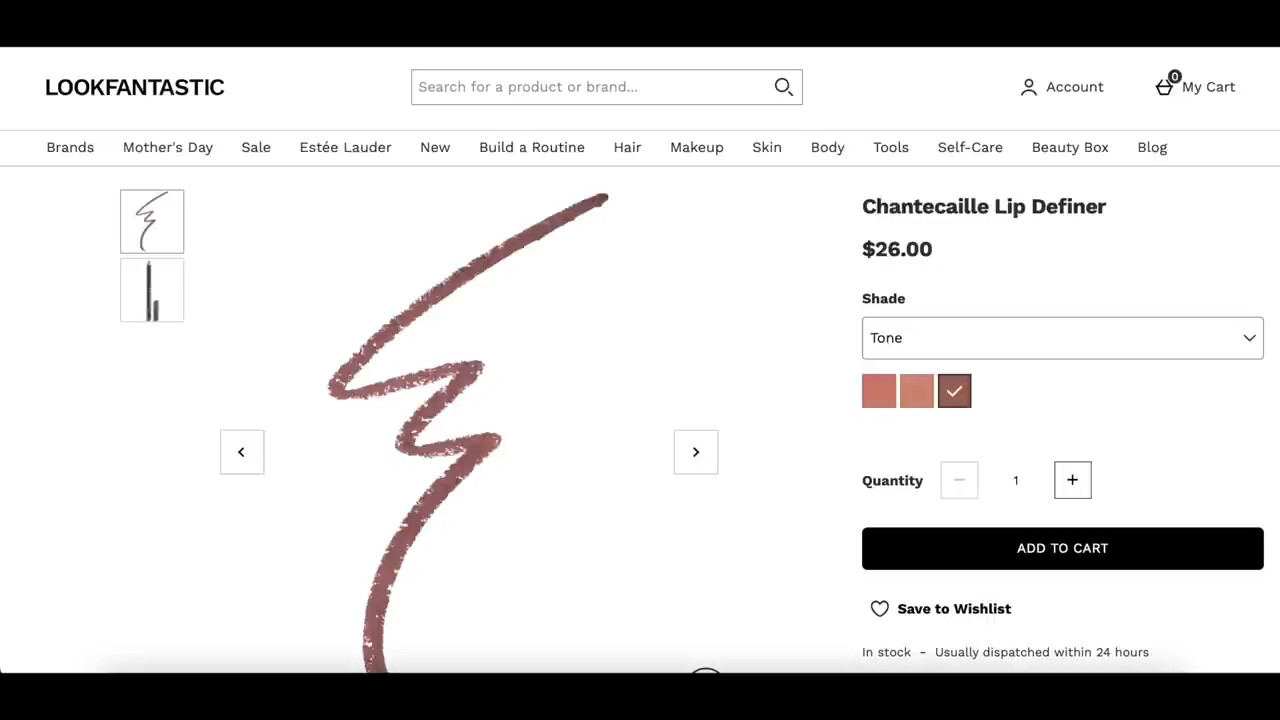 LOOKFANTASTIC
Search for a product or brand...
Account
0
My Cart
Brands Mother's Day Sale Estée Lauder New Build a Routine Hair Makeup Skin Body Tools Self-Care Beauty Box Blog
Chantecaille Lip Definer
$26.00
Shade
Tone
Quantity 1
ADD TO CART
Save to Wishlist
In stock - Usually dispatched within 24 hours